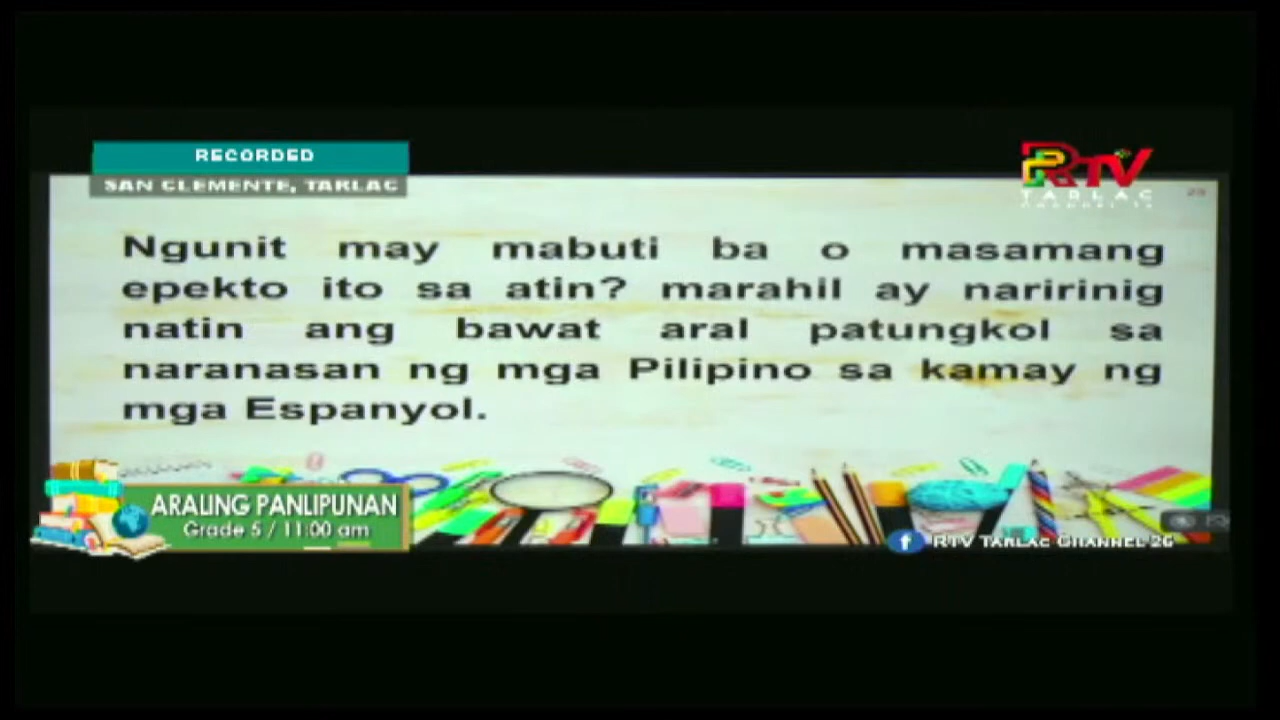 RECORDED
SAN CLEMENTE, TARLAC
RTV
TARLAC
Ngunit may mabuti ba o masamang
epekto ito sa atin? marahil ay naririnig
natin ang bawat aral patungkol sa
naranasan ng mga Pilipino sa kamay ng
mga Espanyol.
ARALING PANLIPUNAN
Grade 5 / 11:00 am
RTV TARLAC CHANNEL 26